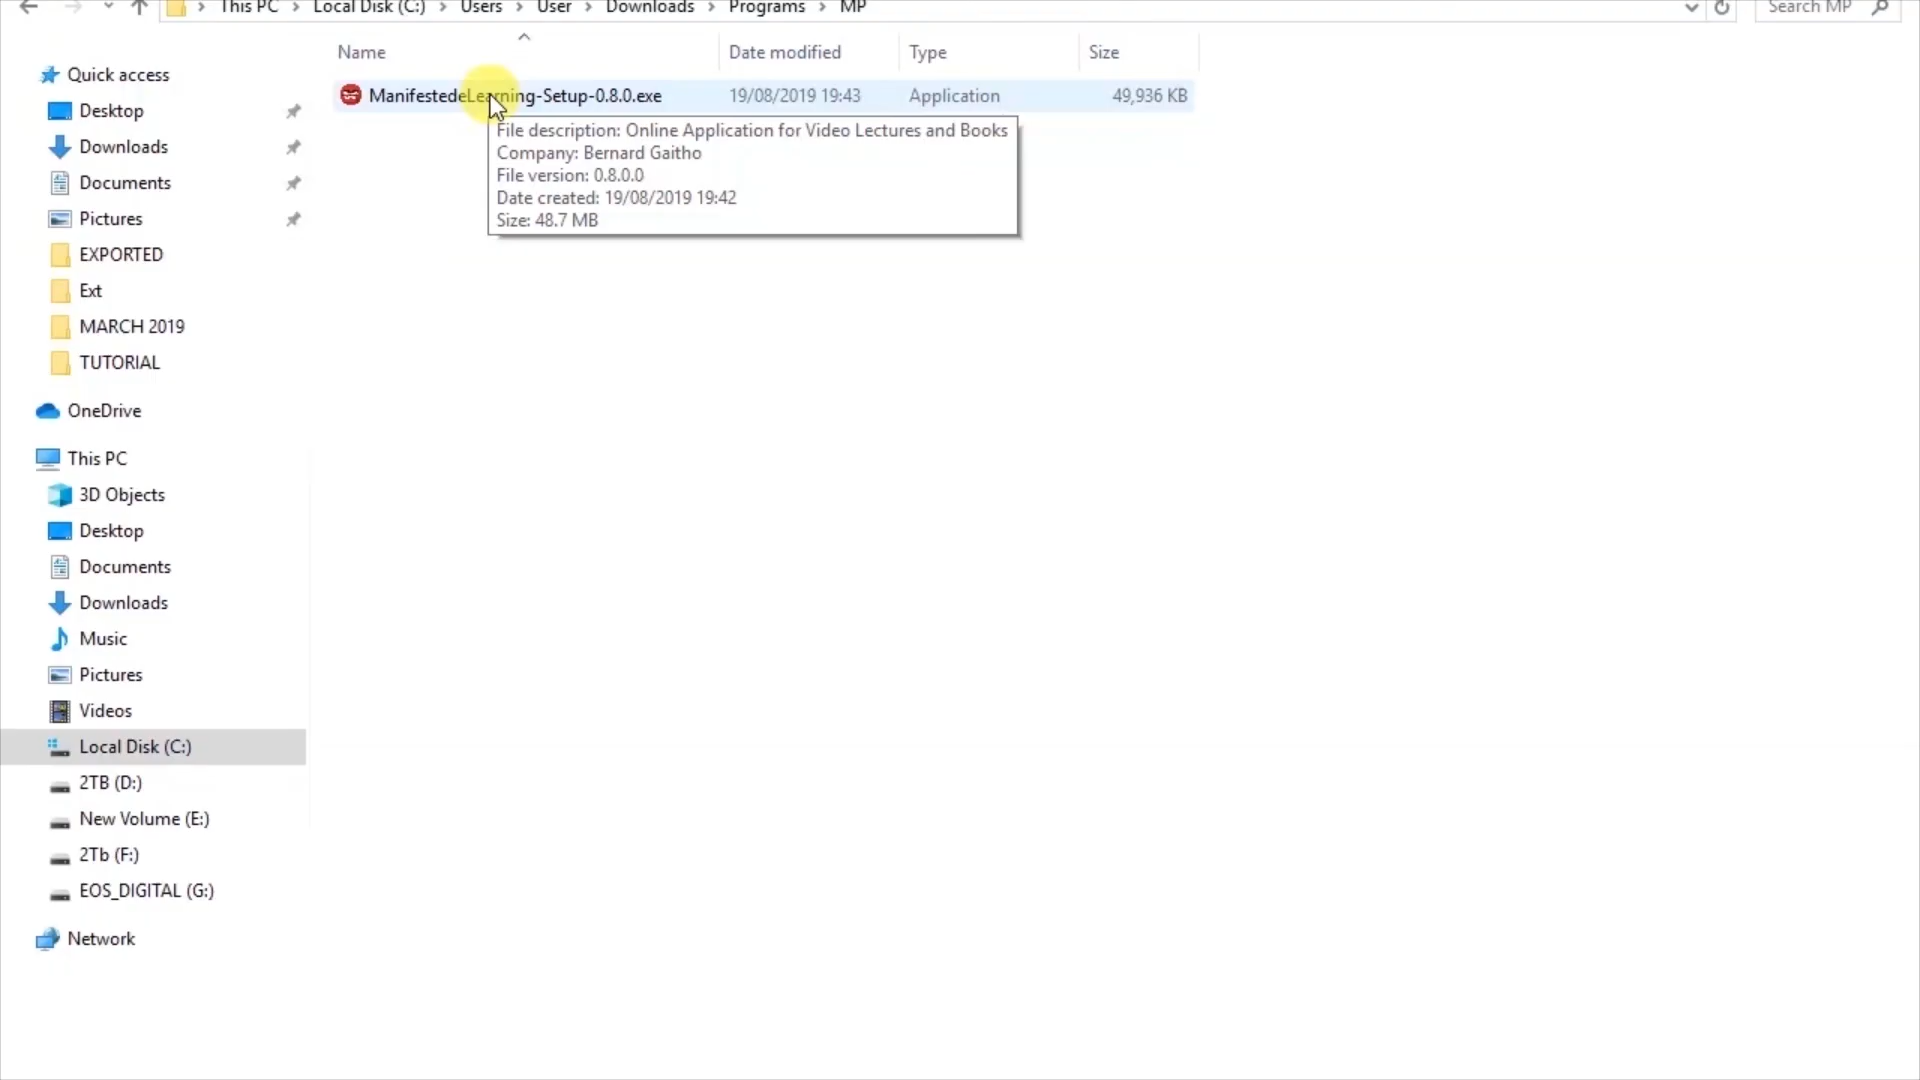 This PC > Local Disk (C:) > Users > User > Downloads > Programs > MP
Search MP
Name
Date modified
Type
Size
ManifestedeLearning-Setup-0.8.0.exe
19/08/2019 19:43
Application
49,936 KB
File description: Online Application for Video Lectures and Books
Company: Bernard Gaitho
File version: 0.8.0.0
Date created: 19/08/2019 19:42
Size: 48.7 MB
Quick access
Desktop
Downloads
Documents
Pictures
EXPORTED
Ext
MARCH 2019
TUTORIAL
OneDrive
This PC
3D Objects
Desktop
Documents
Downloads
Music
Pictures
Videos
Local Disk (C:)
2TB (D:)
New Volume (E:)
2Tb (F:)
EOS_DIGITAL (G:)
Network